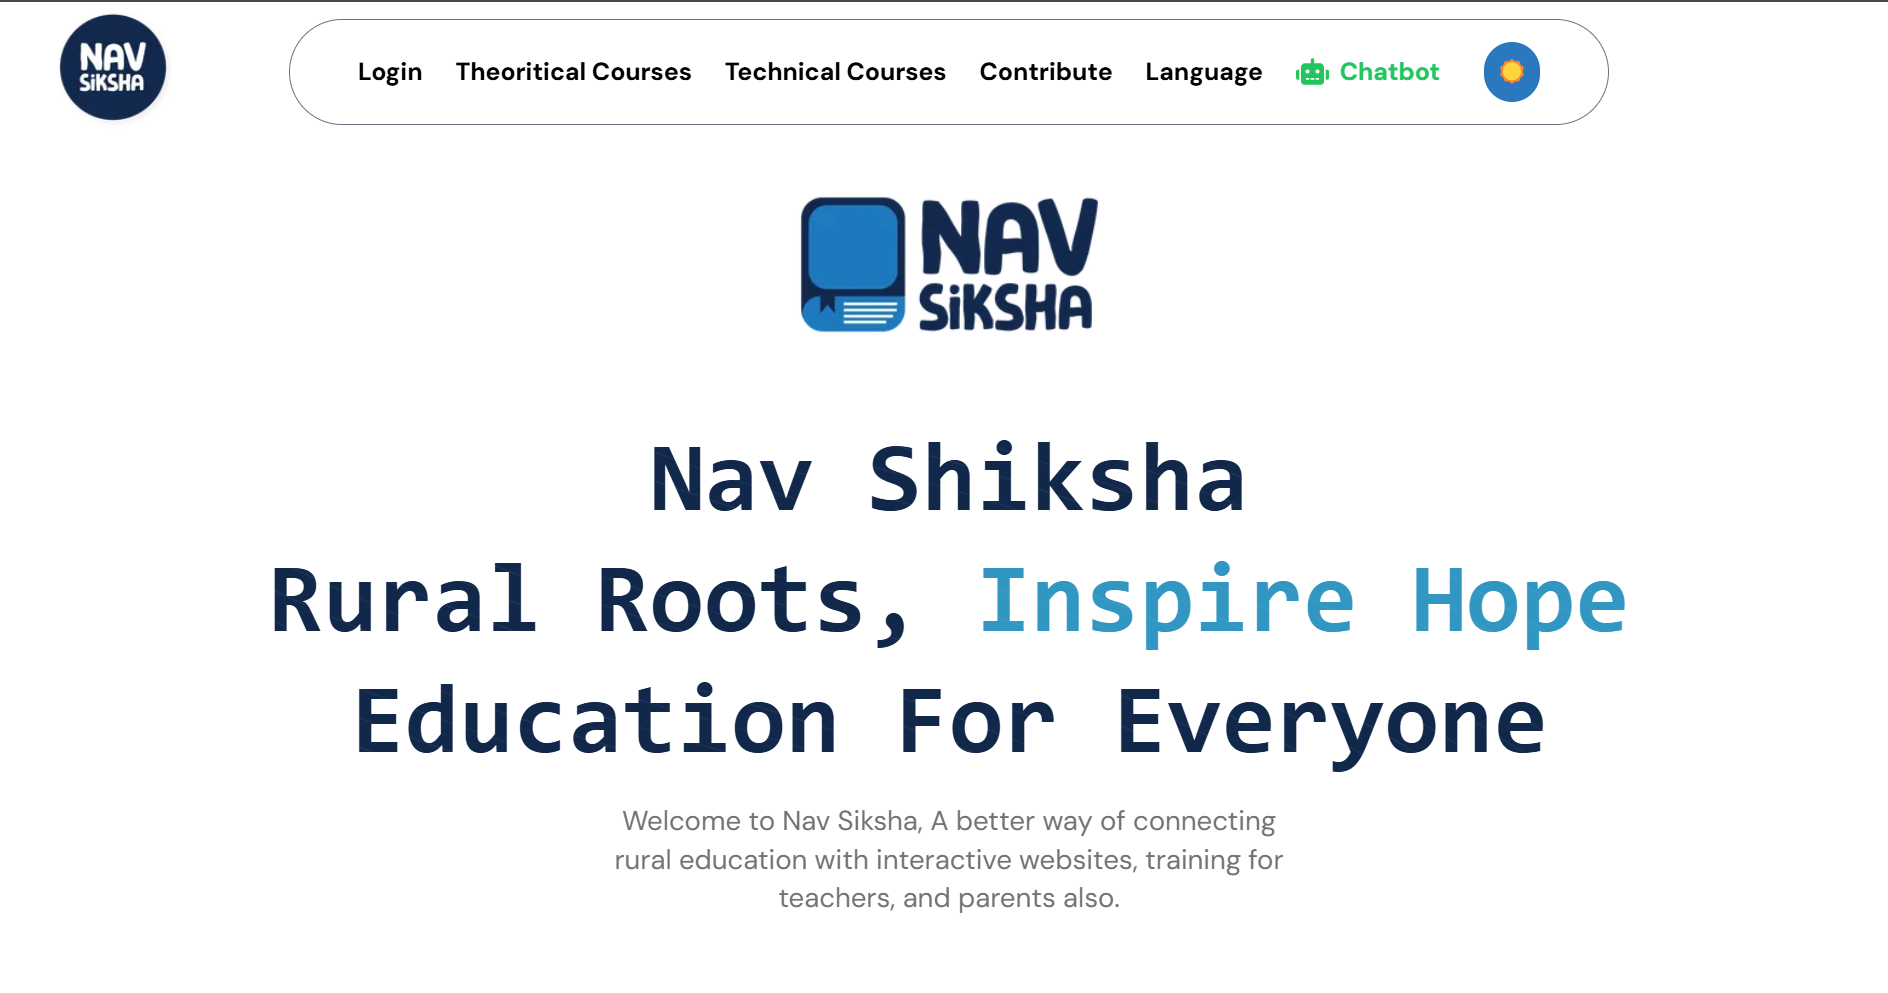 NAV
SiKSHA
Login Theoritical Courses Technical Courses Contribute Language Chatbot
NAV
SiKSHA
Nav Shiksha
Rural Roots, Inspire Hope
Education For Everyone
Welcome to Nav Siksha, A better way of connecting
rural education with interactive websites, training for
teachers, and parents also.